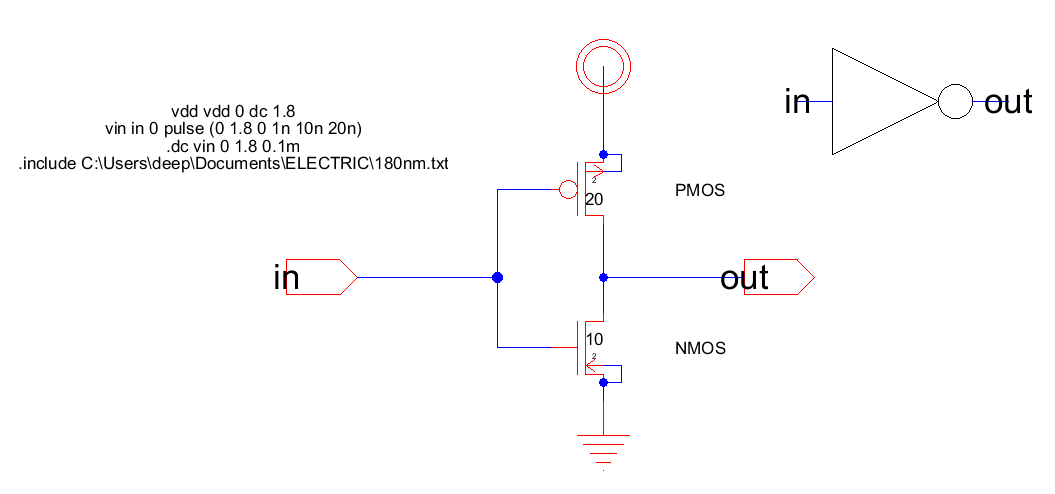 vdd vdd 0 dc 1.8
vin in 0 pulse (0 1.8 0 1n 10n 20n)
.dc vin 0 1.8 0.1m
.include C:\Users\deep\Documents\ELECTRIC\180nm.txt
in
out
2
20
PMOS
in
out
10
2
NMOS